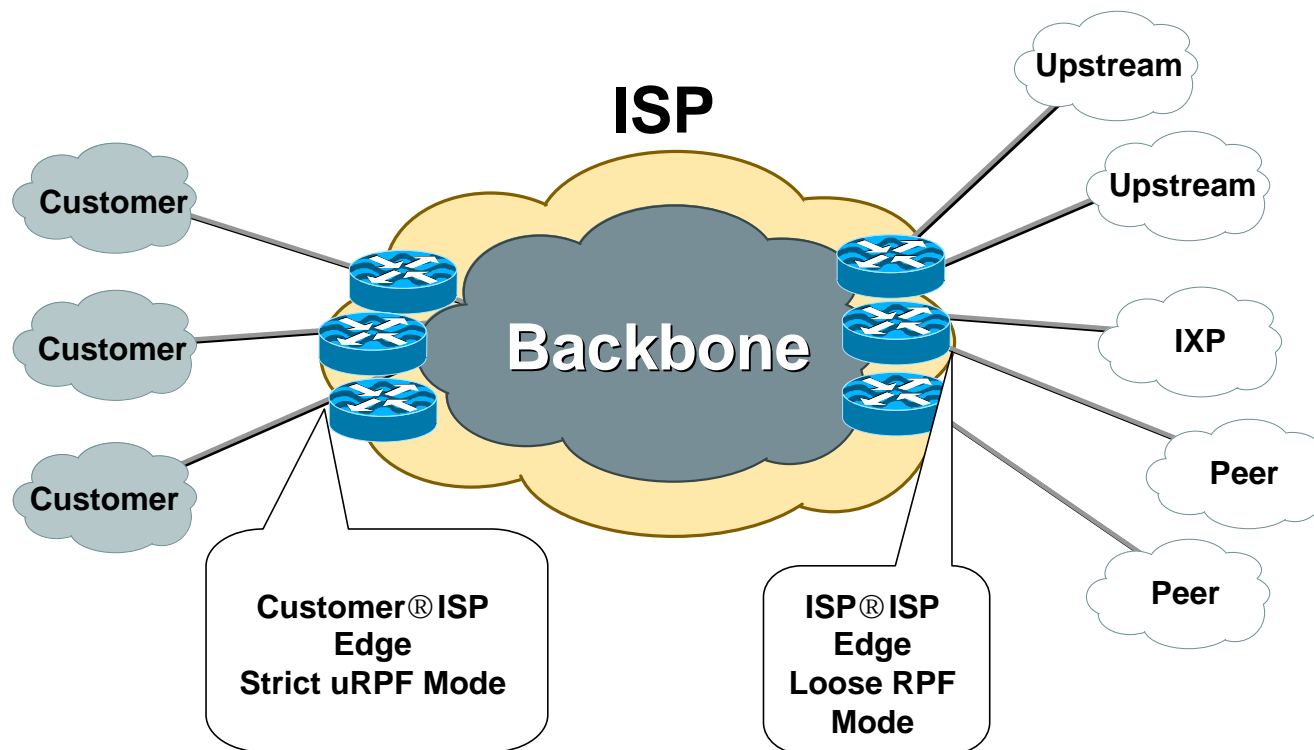 ISP
Upstream
Upstream
Customer
Customer
Customer
Backbone
IXP
Peer
Peer
Customer®ISP
Edge
Strict uRPF Mode
ISP®ISP
Edge
Loose RPF
Mode